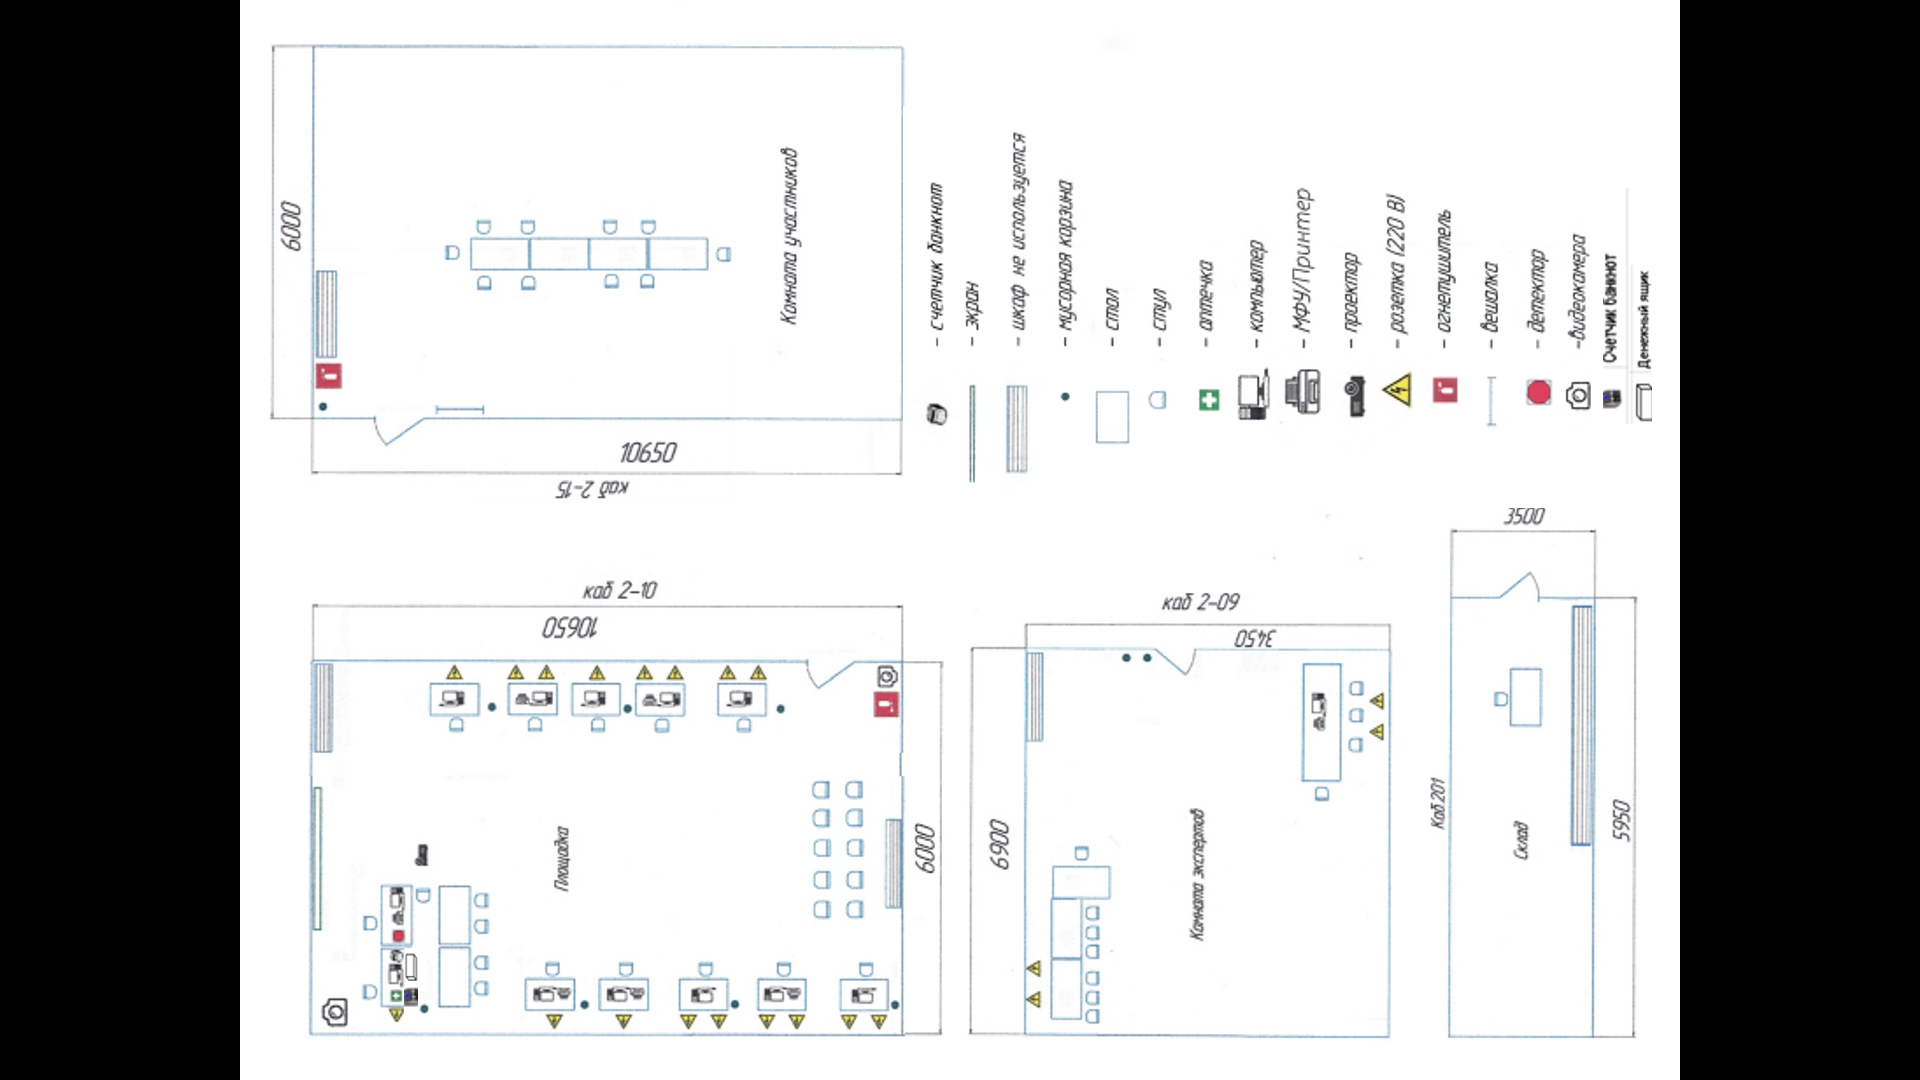 6000
Комната участников
10650
каб 2-15
– счетчик банкнот
– экран
– шкаф не используется
– мусорная корзина
– стол
– стул
– аптечка
– компьютер
– МФУ/Принтер
– проектор
– розетка (220 В)
– огнетушитель
– вешалка
– детектор
–видеокамера
Счетчик банкнот
Денежный ящик
каб 2-10
10650
Площадка
6000
каб 2-09
3450
6900
Комната экспертов
3500
Каб201
Склад
5950